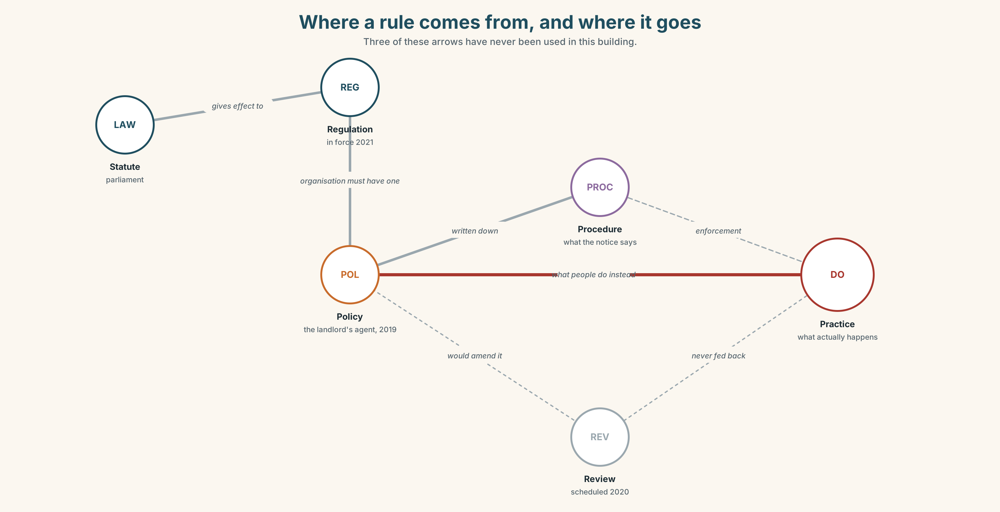 Where a rule comes from, and where it goes
Three of these arrows have never been used in this building.
REG
gives effect to
LAW
Regulation
in force 2021
Statute
parliament
organisation must have one
PROC
written down
Procedure
what the notice says
enforcement
POL
what people do instead
DO
Policy
the landlord's agent, 2019
Practice
what actually happens
would amend it
never fed back
REV
Review
scheduled 2020